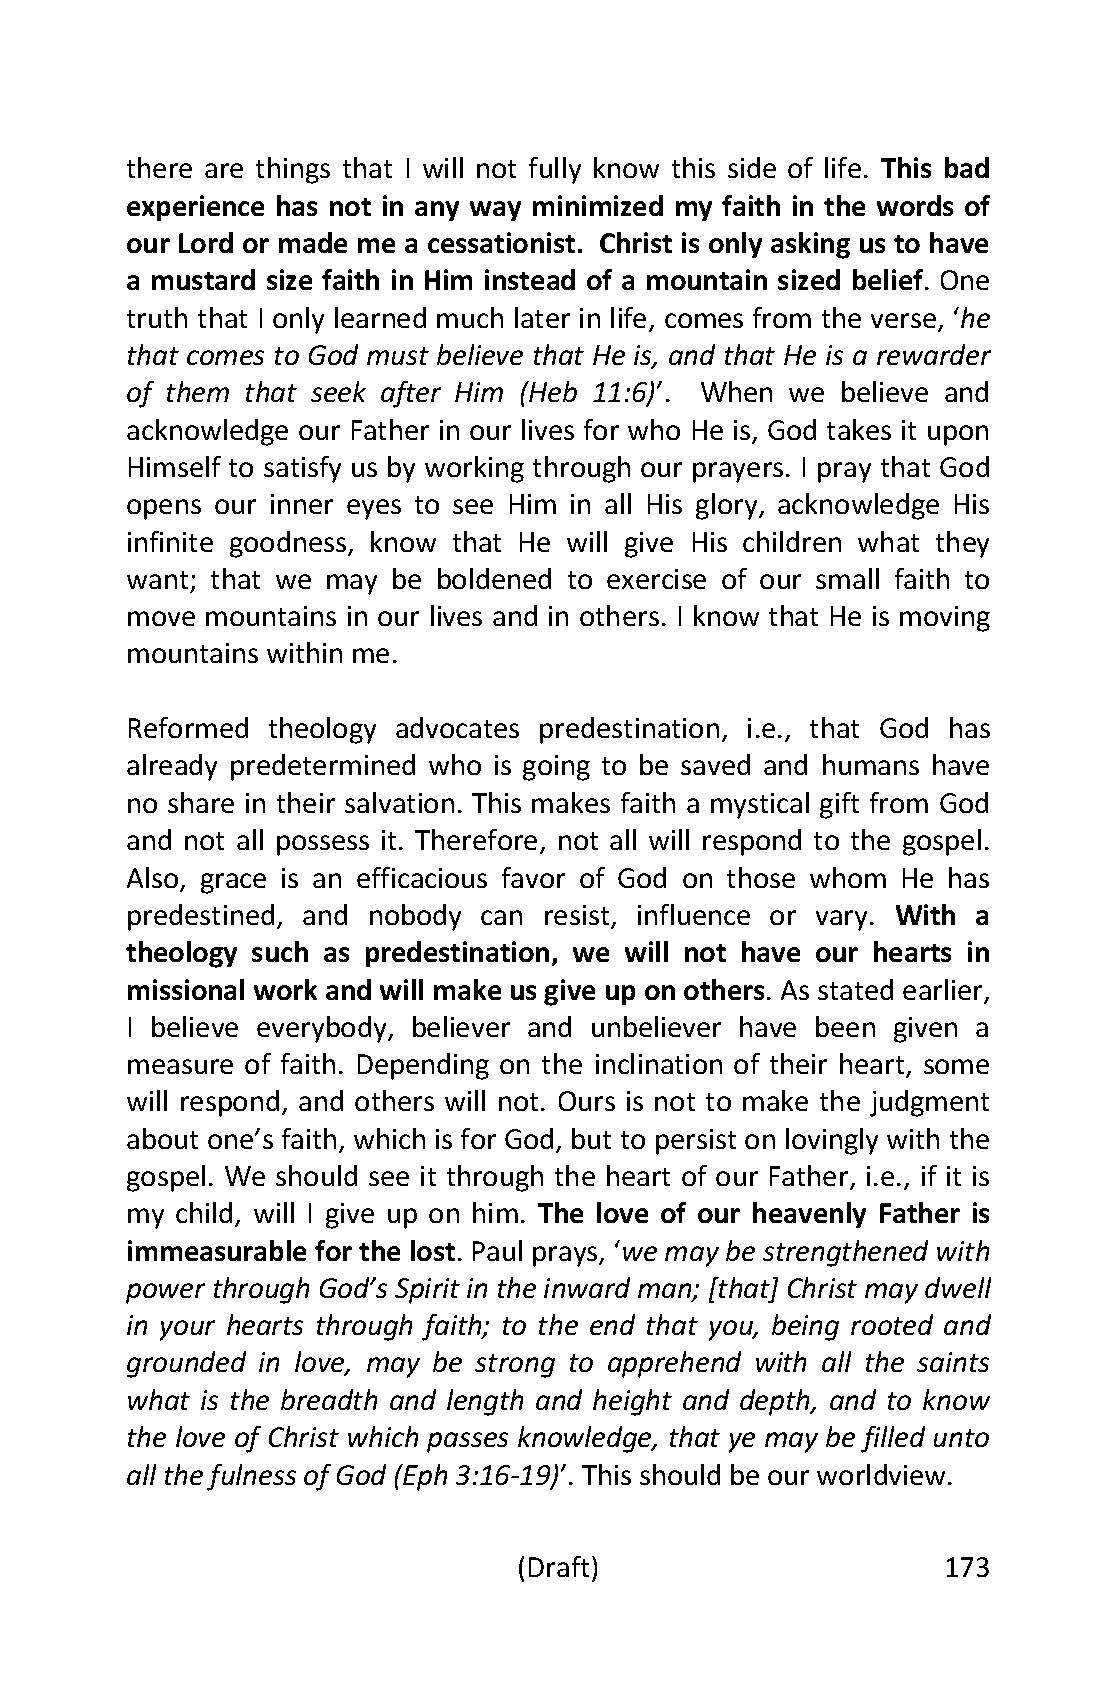 there are things that I will not fully know this side of life. This bad
experience has not in any way minimized my faith in the words of
our Lord or made me a cessationist.  Christ is only asking us to have
a mustard size faith in Him instead of a mountain sized belief. One
truth that I only learned much later in life, comes from the verse, ‘he
that comes to God must believe that He is, and that He is a rewarder
of them that seek after Him (Heb 11:6)’.  When we believe and
acknowledge our Father in our lives for who He is, God takes it upon
Himself to satisfy us by working through our prayers. I pray that God
opens our inner eyes to see Him in all His glory, acknowledge His
infinite goodness, know that He will give His children what they
want; that we may be boldened to exercise of our small faith to
move mountains in our lives and in others. I know that He is moving
mountains within me.
Reformed theology advocates predestination, i.e., that God has
already predetermined who is going to be saved and humans have
no share in their salvation. This makes faith a mystical gift from God
and not all possess it. Therefore, not all will respond to the gospel.
Also, grace is an efficacious favor of God on those whom He has
predestined, and nobody can resist, influence or vary. With a
theology such as predestination, we will not have our hearts in
missional work and will make us give up on others. As stated earlier,
I believe everybody, believer and unbeliever have been given a
measure of faith. Depending on the inclination of their heart, some
will respond, and others will not. Ours is not to make the judgment
about one’s faith, which is for God, but to persist on lovingly with the
gospel. We should see it through the heart of our Father, i.e., if it is
my child, will I give up on him. The love of our heavenly Father is
immeasurable for the lost. Paul prays, ‘we may be strengthened with
power through God’s Spirit in the inward man; [that] Christ may dwell
in your hearts through faith; to the end that you, being rooted and
grounded in love, may be strong to apprehend with all the saints
what is the breadth and length and height and depth, and to know
the love of Christ which passes knowledge, that ye may be filled unto
all the fulness of God (Eph 3:16-19)’. This should be our worldview.
(Draft) 173